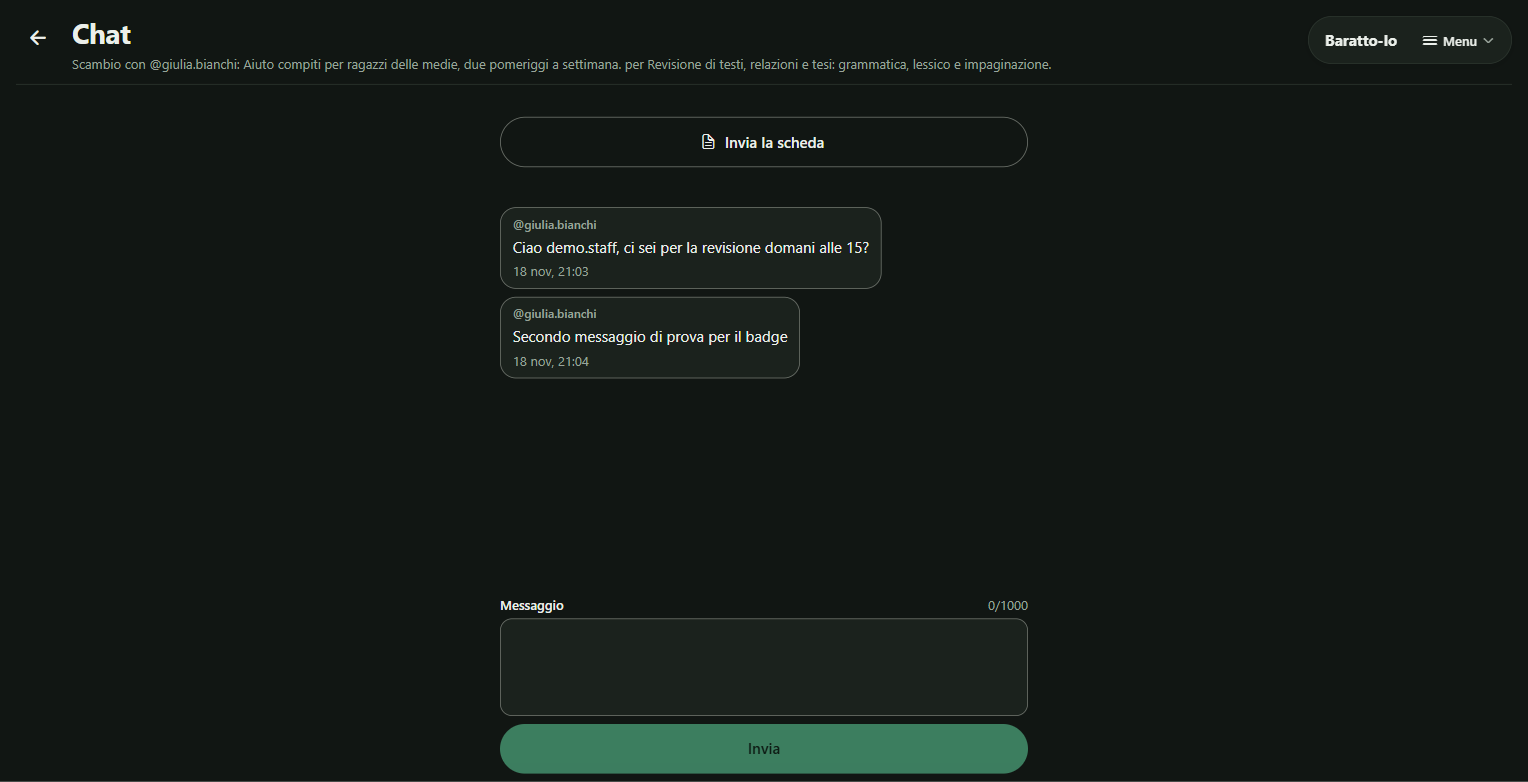 Chat
Scambio con @giulia.bianchi: Aiuto compiti per ragazzi delle medie, due pomeriggi a settimana. per Revisione di testi, relazioni e tesi: grammatica, lessico e impaginazione.
Baratto-lo
Menu
Invia la scheda
@giulia.bianchi
Ciao demo.staff, ci sei per la revisione domani alle 15?
18 nov, 21:03
@giulia.bianchi
Secondo messaggio di prova per il badge
18 nov, 21:04
Messaggio
0/1000
Invia